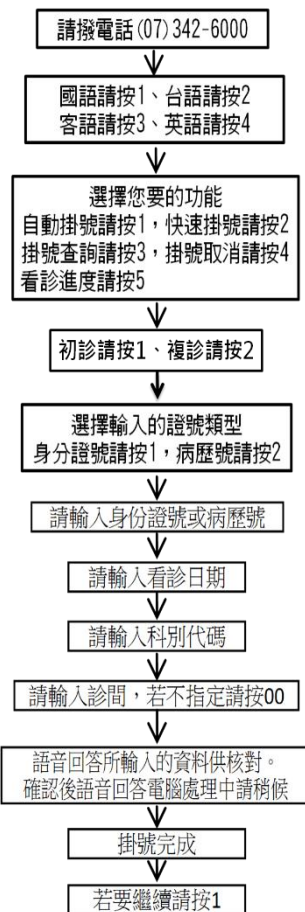 請撥電話(07)342-6000
國語請按1、台語請按2
客語請按3、英語請按4
選擇您要的功能
自動掛號請按1，快速掛號請按2
掛號查詢請按3，掛號取消請按4
看診進度請按5
初診請按1、複診請按2
選擇輸入的證號類型
身分證號請按1，病歷號請按2
請輸入身份證號或病歷號
請輸入看診日期
請輸入科別代碼
請輸入診間，若不指定請按00
語音回答所輸入的資料供核對。
確認後語音回答電腦處理中請稍候
掛號完成
若要繼續請按1